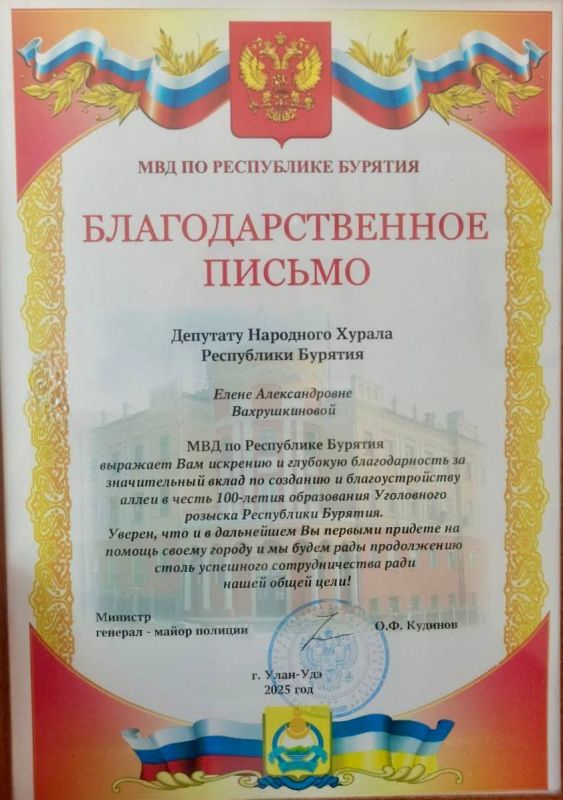 МВД ПО РЕСПУБЛИКЕ БУРЯТИЯ
БЛАГОДАРСТВЕННОЕ
ПИСЬМО
Депутату Народного Хурала
Республики Бурятия
Елене Александровне
Вахрушкиновой
МВД по Республике Бурятия
выражает Вам искренню и глубокую благодарность за
значительный вклад по созданию и благоустройству
аллеи в честь 100-летия образования Уголовного
розыска Республики Бурятия.
Уверен, что и в дальнейшем Вы первыми придете на
помощь своему городу и мы будем рады продолжению
столь успешного сотрудничества ради
нашей общей цели!
Министр
генерал - майор полиции
О.Ф. Кудинов
г. Улан-Удэ
2025 год